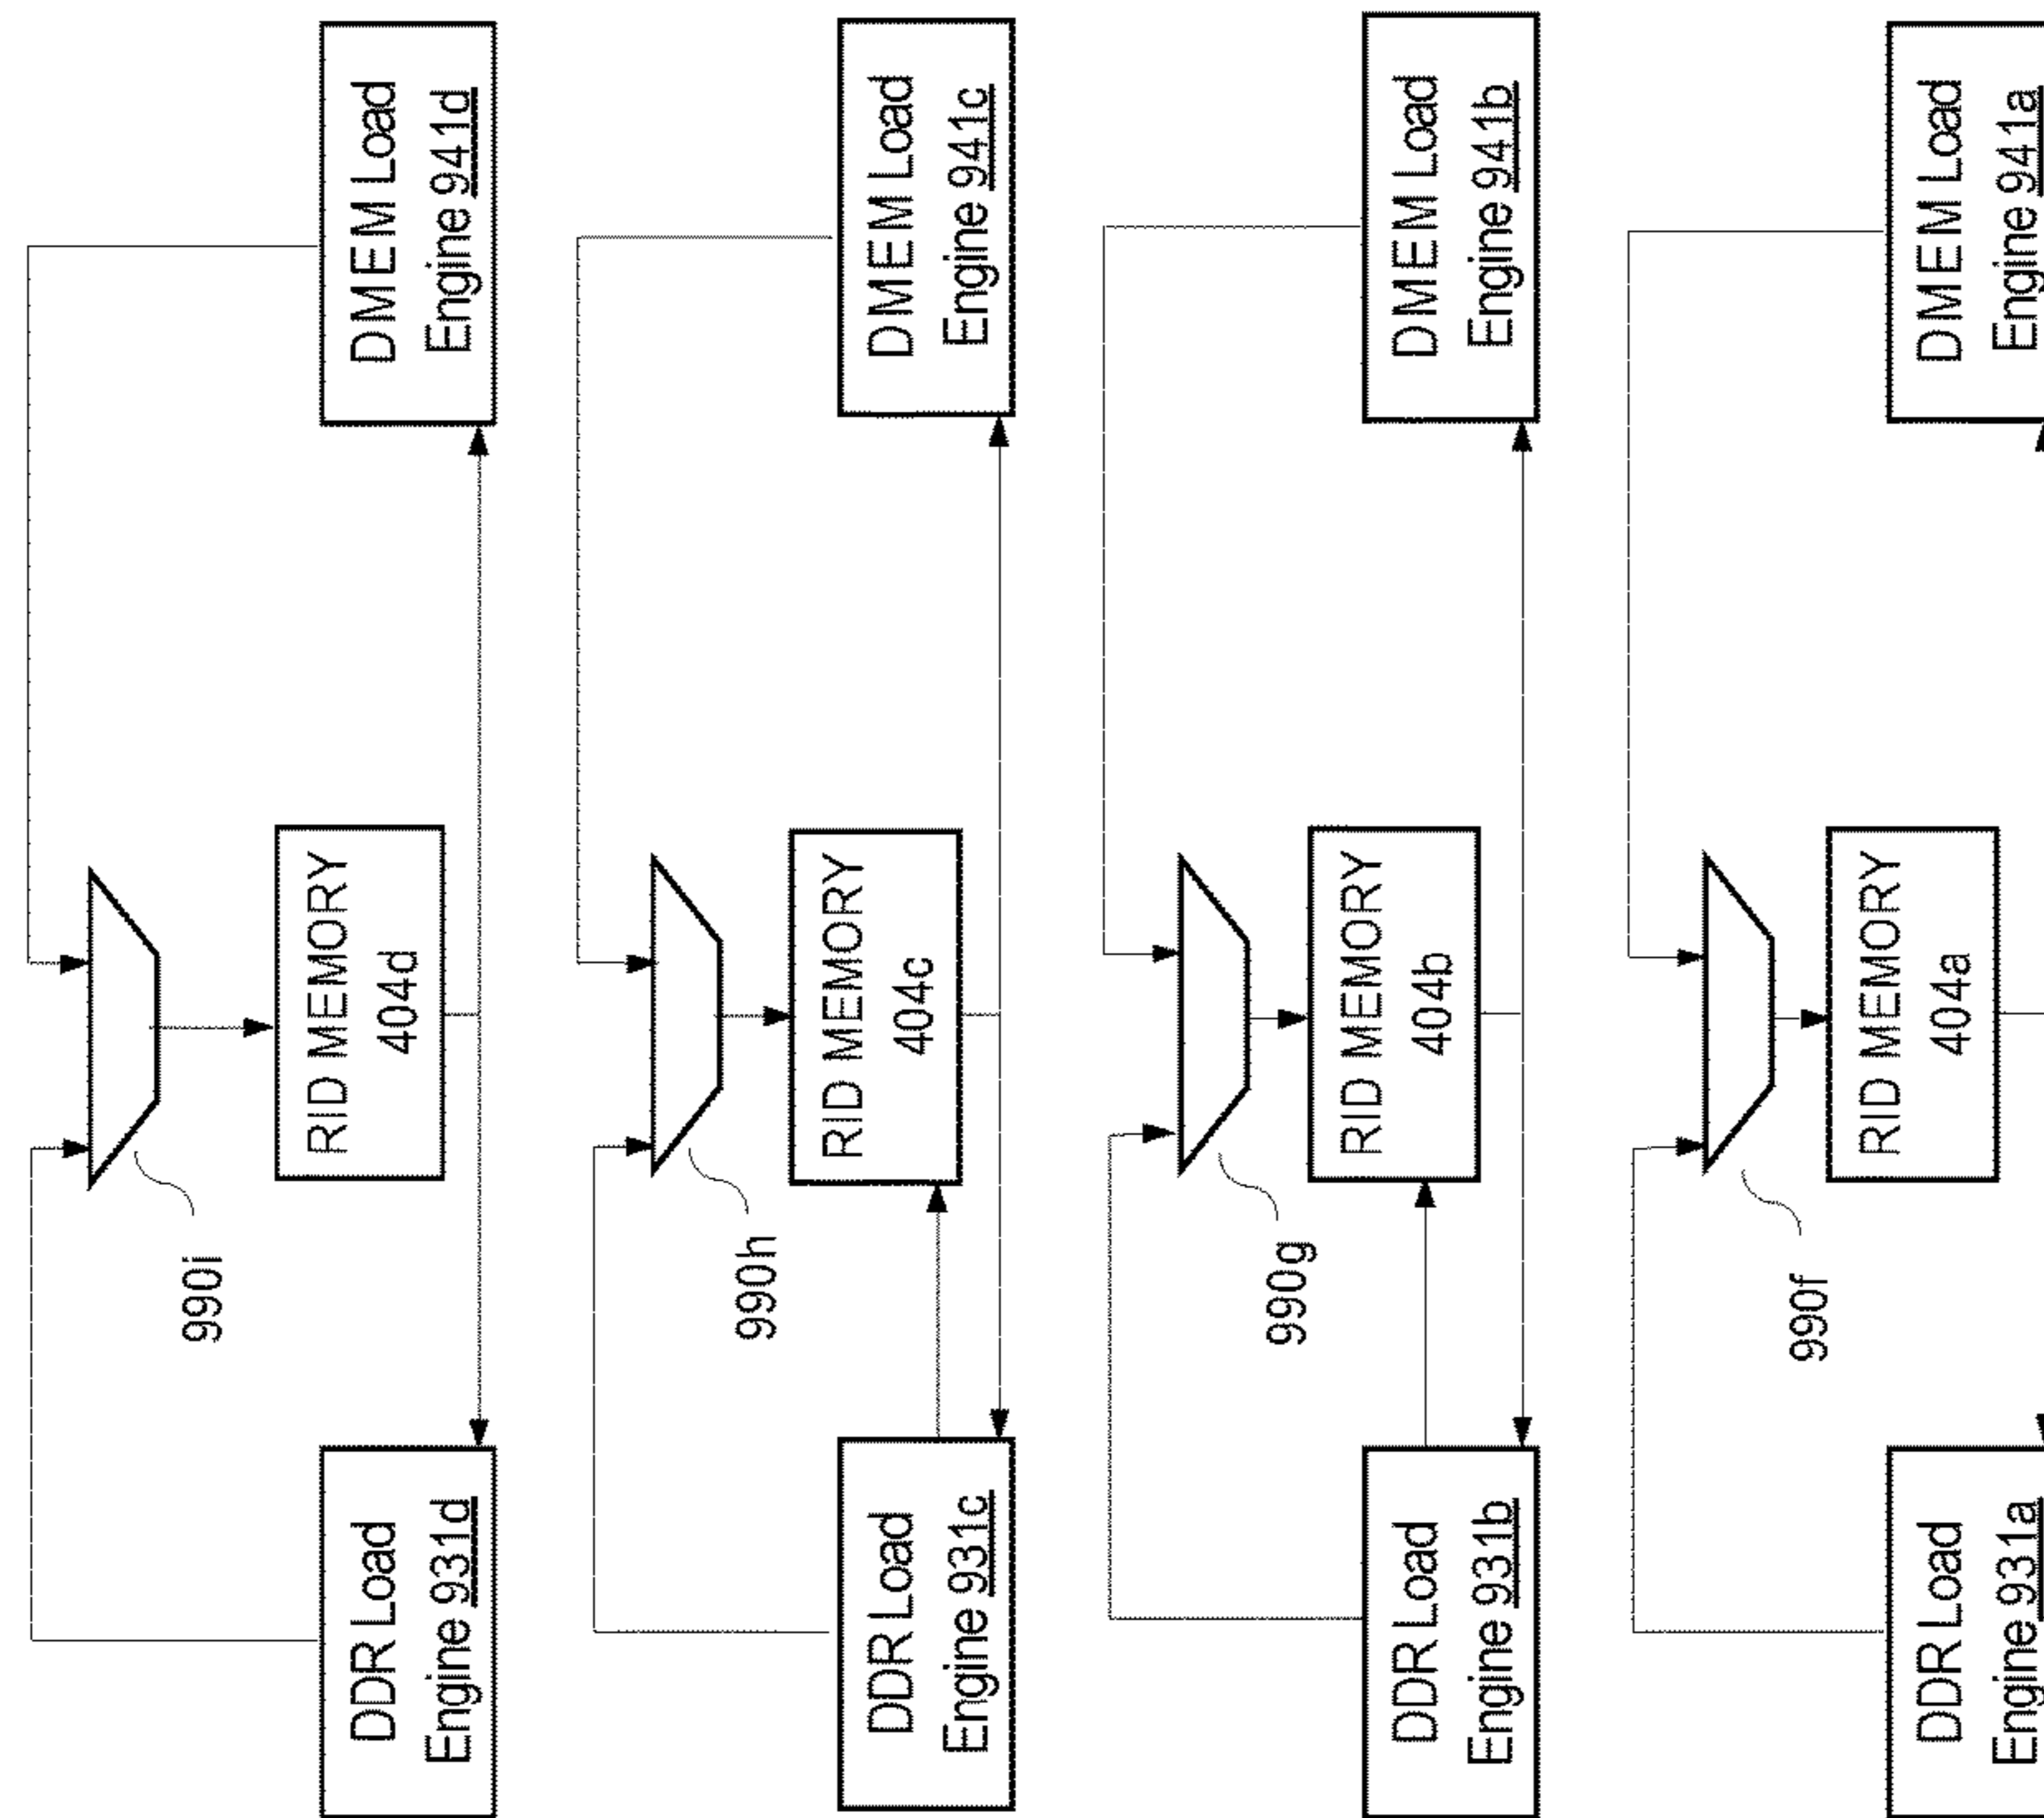 DMEM Load
Engine 941d
DMEM Load
Engine 941c
DMEM Load
Engine 941b
DMEM Load
Engine 941a
RID MEMORY
404d
RID MEMORY
404c
RID MEMORY
404b
RID MEMORY
404a
990i
990h
990g
990f
DDR Load
Engine 931d
DDR Load
Engine 931c
DDR Load
Engine 931b
DDR Load
Engine 931a